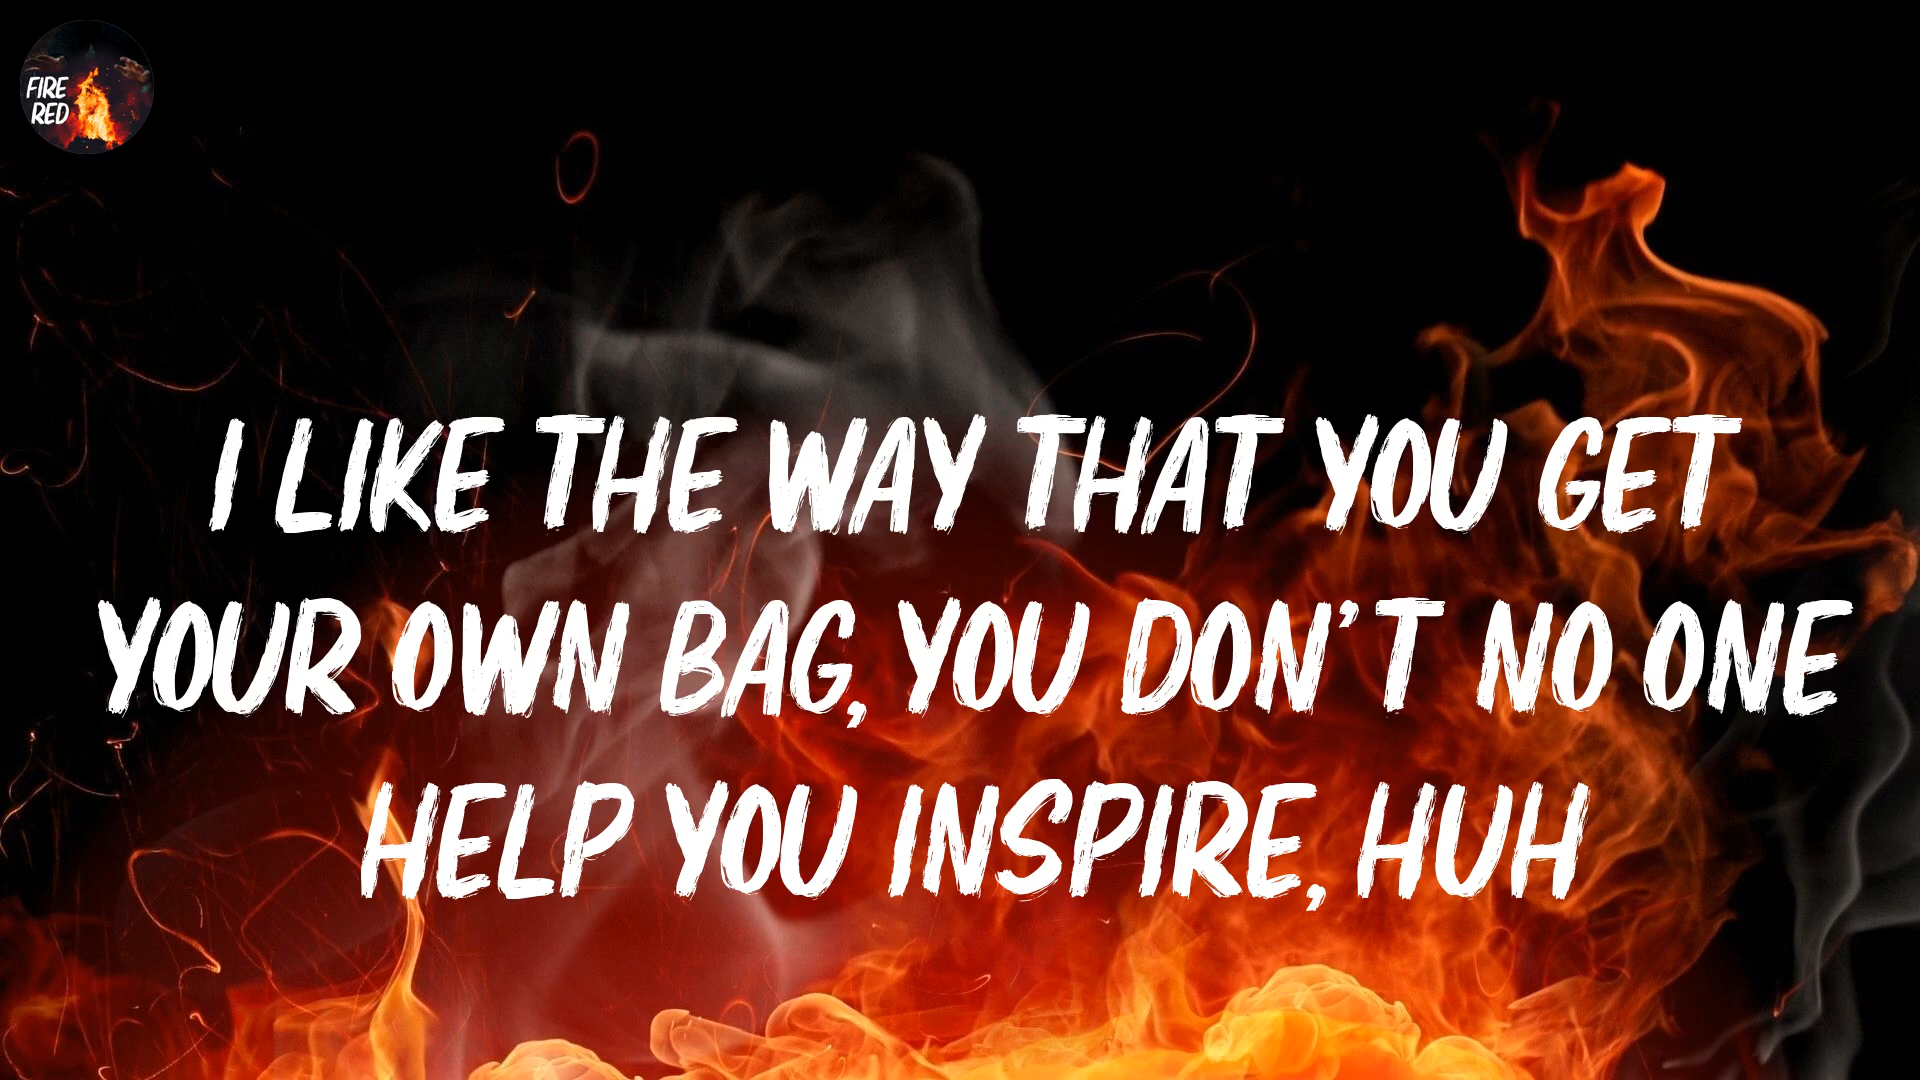 FIRE
RED
I LIKE THE WAY THAT YOU GET
YOUR OWN BAG, YOU DON'T NO ONE
HELP YOU INSPIRE, HUH